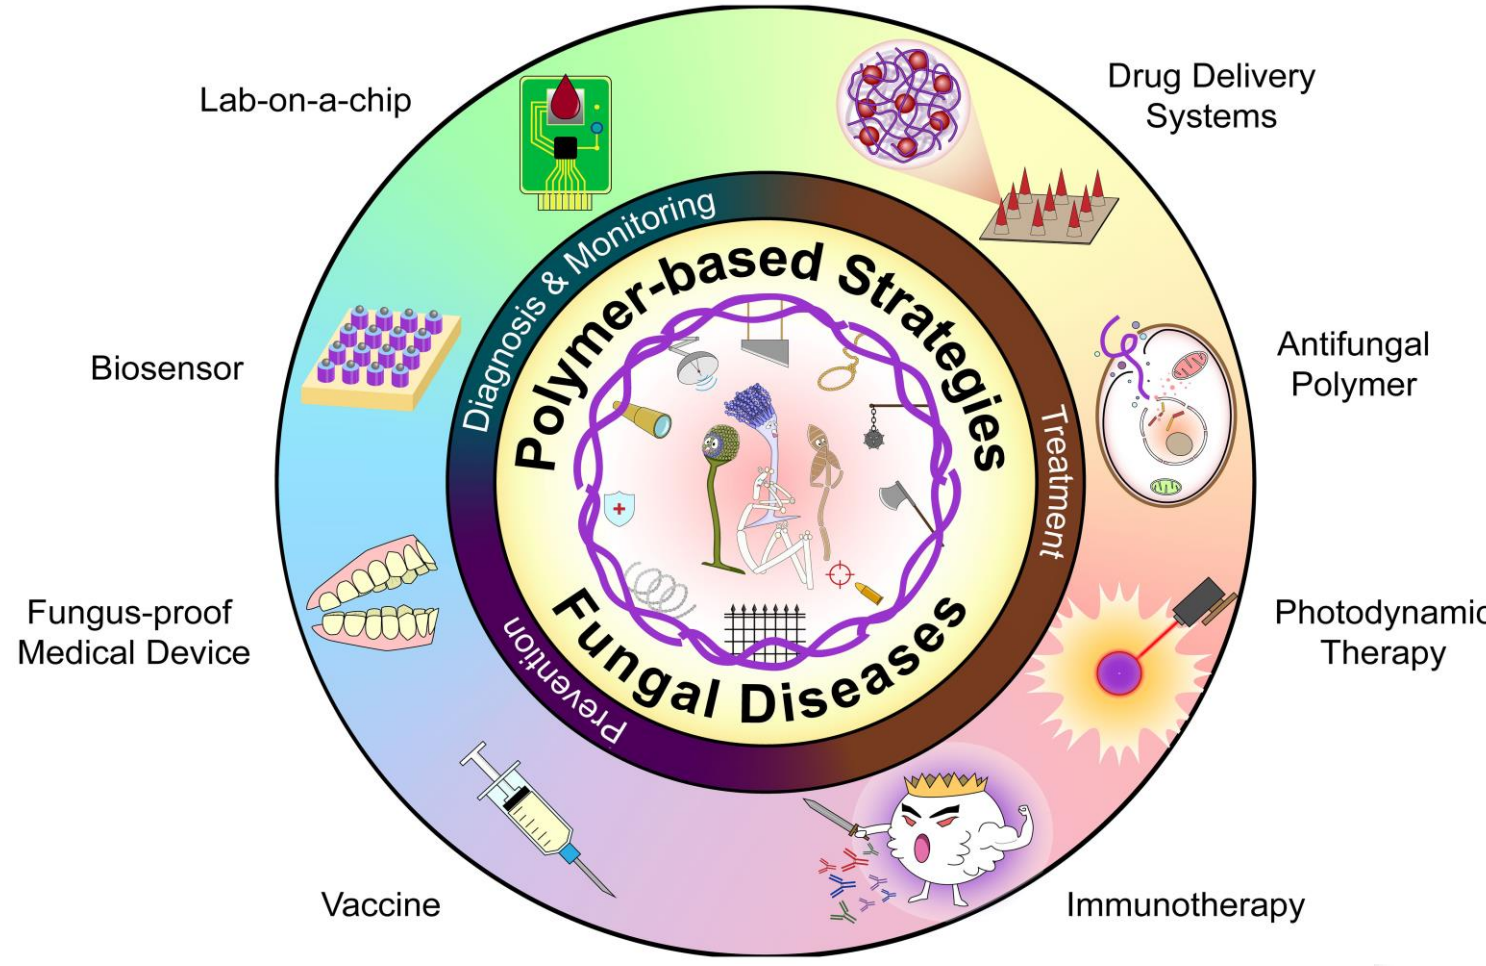 Lab-on-a-chip
Drug Delivery
Systems
Diagnosis & Monitoring
Polymer-based Strategies
Biosensor
Antifungal
Polymer
Treatment
Fungus-proof
Medical Device
Photodynamic
Therapy
Prevention
Fungal Diseases
Vaccine
Immunotherapy